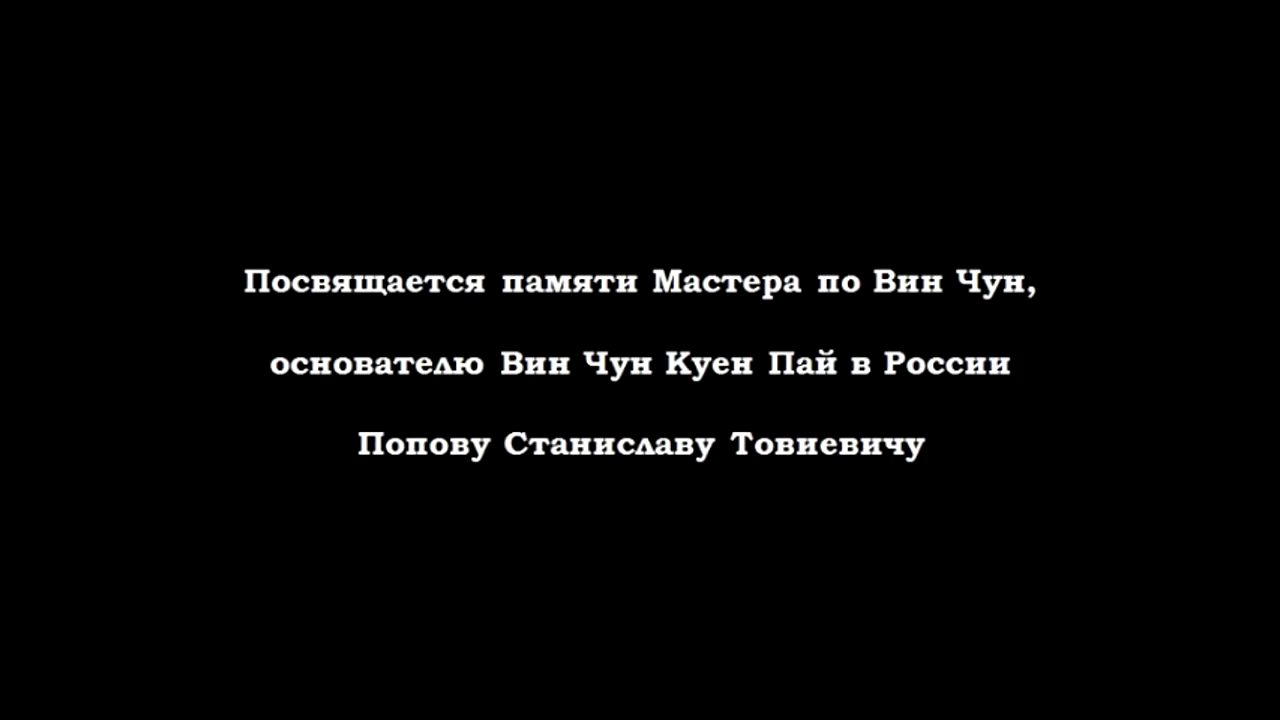 Посвящается памяти Мастера по Вин Чун,
основателю Вин Чун Куен Пай в России
Попову Станиславу Товиевичу